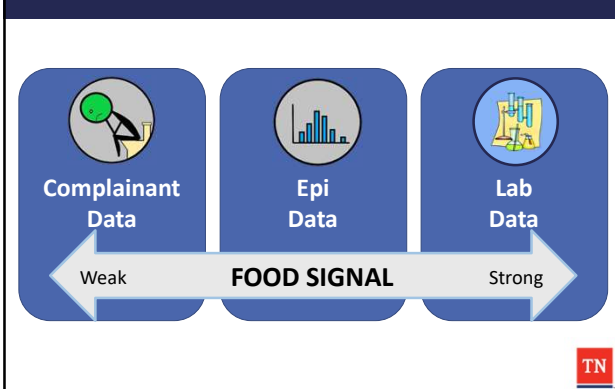 Complainant
Data
Epi
Data
Lab
Data
Weak
FOOD SIGNAL
Strong
TN